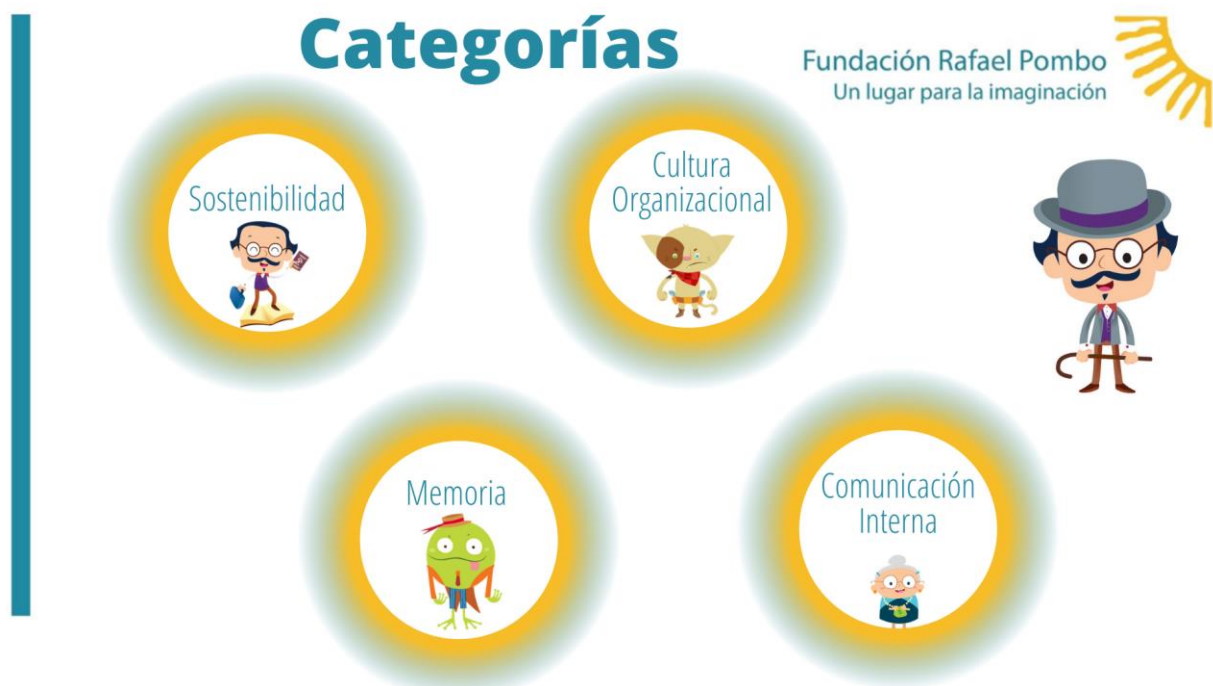 Categorías
Fundación Rafael Pombo
Un lugar para la imaginación
Sostenibilidad
Cultura
Organizacional
Memoria
Comunicación
Interna